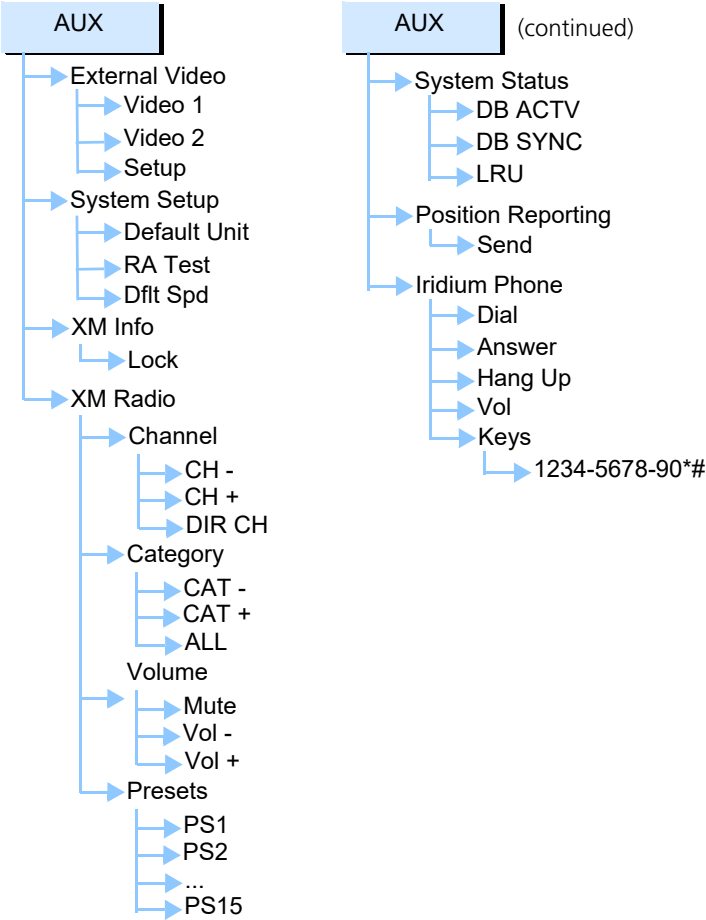 AUX
External Video
Video 1
Video 2
Setup
System Setup
Default Unit
RA Test
Dflt Spd
XM Info
Lock
XM Radio
Channel
CH -
CH +
DIR CH
Category
CAT -
CAT +
ALL
Volume
Mute
Vol -
Vol +
Presets
PS1
PS2
...
PS15
AUX (continued)
System Status
DB ACTV
DB SYNC
LRU
Position Reporting
Send
Iridium Phone
Dial
Answer
Hang Up
Vol
Keys
1234-5678-90*#